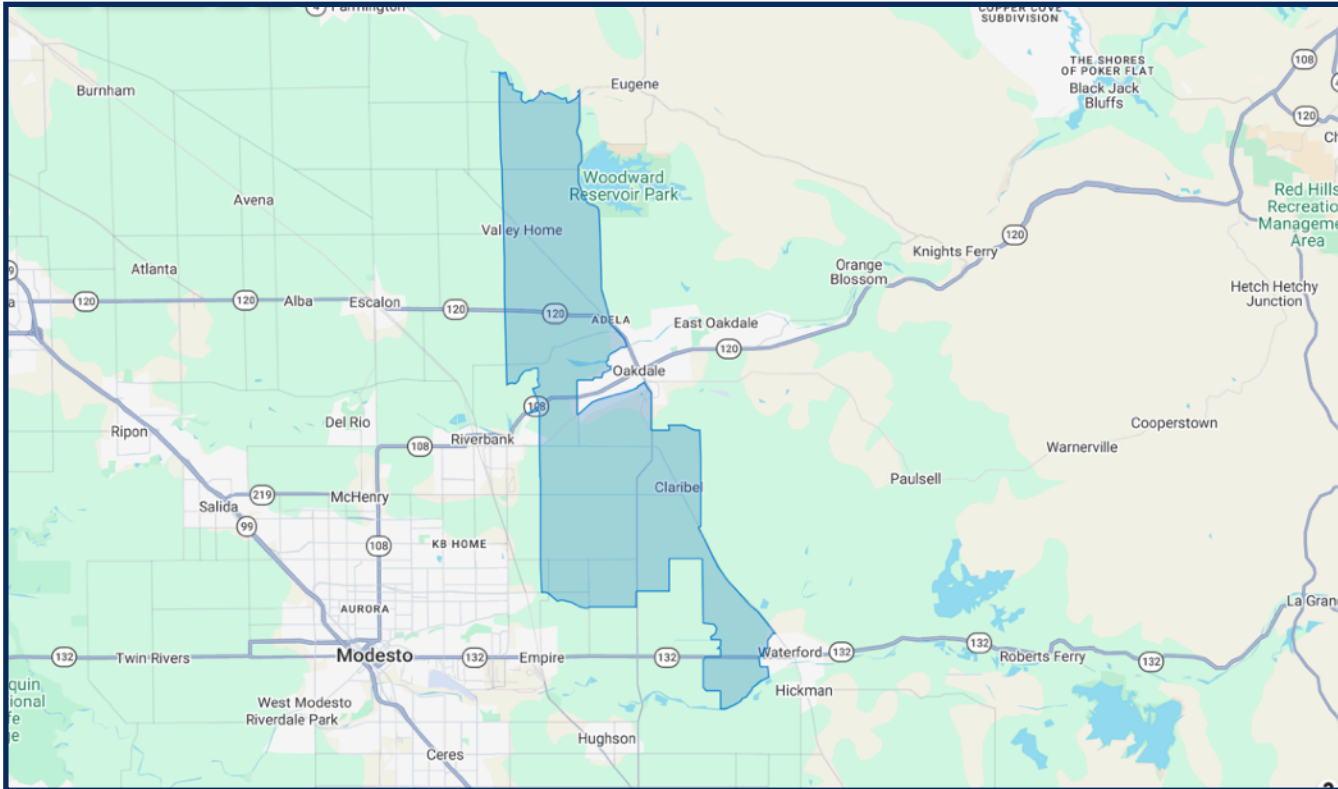 4
Farmington
COPPER COVE
SUBDIVISION
Burnham
Eugene
THE SHORES
OF POKER FLAT
Black Jack
Bluffs
108
120
Woodward
Reservoir Park
Red Hills
Avena
Valley Home
120
Knights Ferry
Atlanta
Orange
Blossom
Area
120
120
Alba
Escalon
120
120
ADELA
East Oakdale
Hetch Hetchy
Junction
120
Oakdale
108
Del Rio
Ripon
108
Riverbank
Cooperstown
Warnerville
Claribel
Paulsell
219
McHenry
Salida
99
108
KB HOME
AURORA
132
Twin Rivers
Modesto
132
Empire
132
Waterford
132
132
Roberts Ferry
132
West Modesto
Riverdale Park
Hickman
Hughson
Ceres